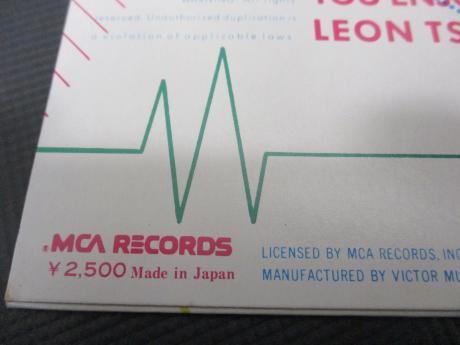 reserved. Unauthorized duplication is
a violation of applicable laws
YOU
LEON TS
MCA RECORDS
¥2,500 Made in Japan
LICENSED BY MCA RECORDS, INC
MANUFACTURED BY VICTOR MU